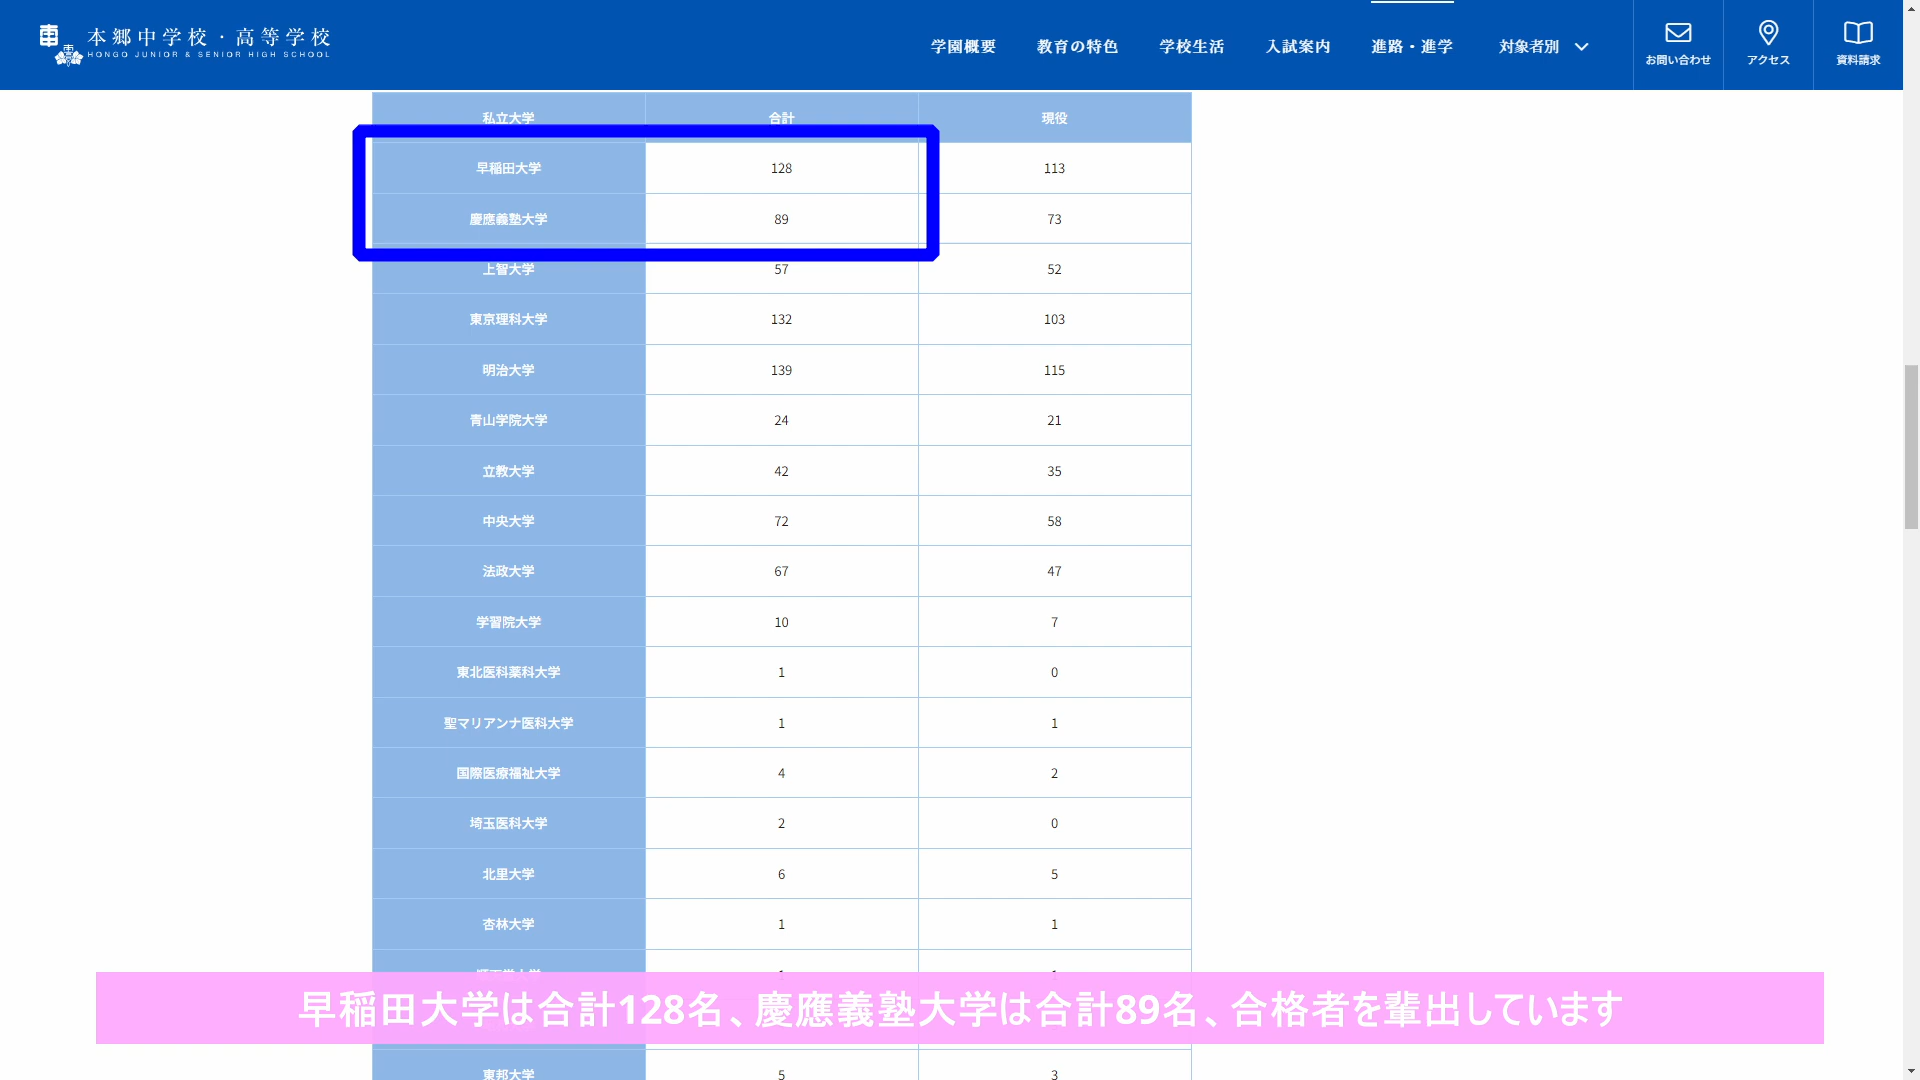 本郷中学校・高等学校
HONGO JUNIOR & SENIOR HIGH SCHOOL
学園概要 教育の特色 学校生活 入試案内 進路・進学 対象者別 お問い合わせ アクセス 資料請求
私立大学 合計 現役
早稲田大学 128 113
慶應義塾大学 89 73
上智大学 57 52
東京理科大学 132 103
明治大学 139 115
青山学院大学 24 21
立教大学 42 35
中央大学 72 58
法政大学 67 47
学習院大学 10 7
東北医科薬科大学 1 0
聖マリアンナ医科大学 1 1
国際医療福祉大学 4 2
埼玉医科大学 2 0
北里大学 6 5
杏林大学 1 1
早稲田大学は合計128名、慶應義塾大学は合計89名、合格者を輩出しています
東邦大学 5 3